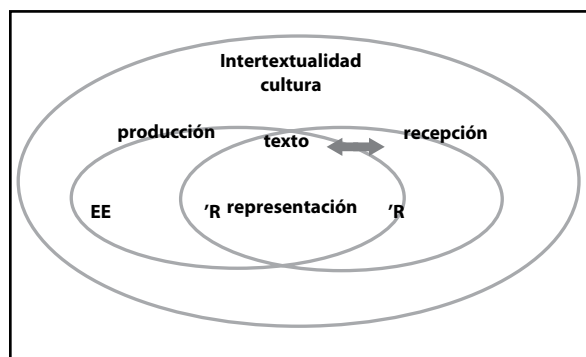 Intertextualidad
cultura
producción texto recepción
EE ’R representación ’R